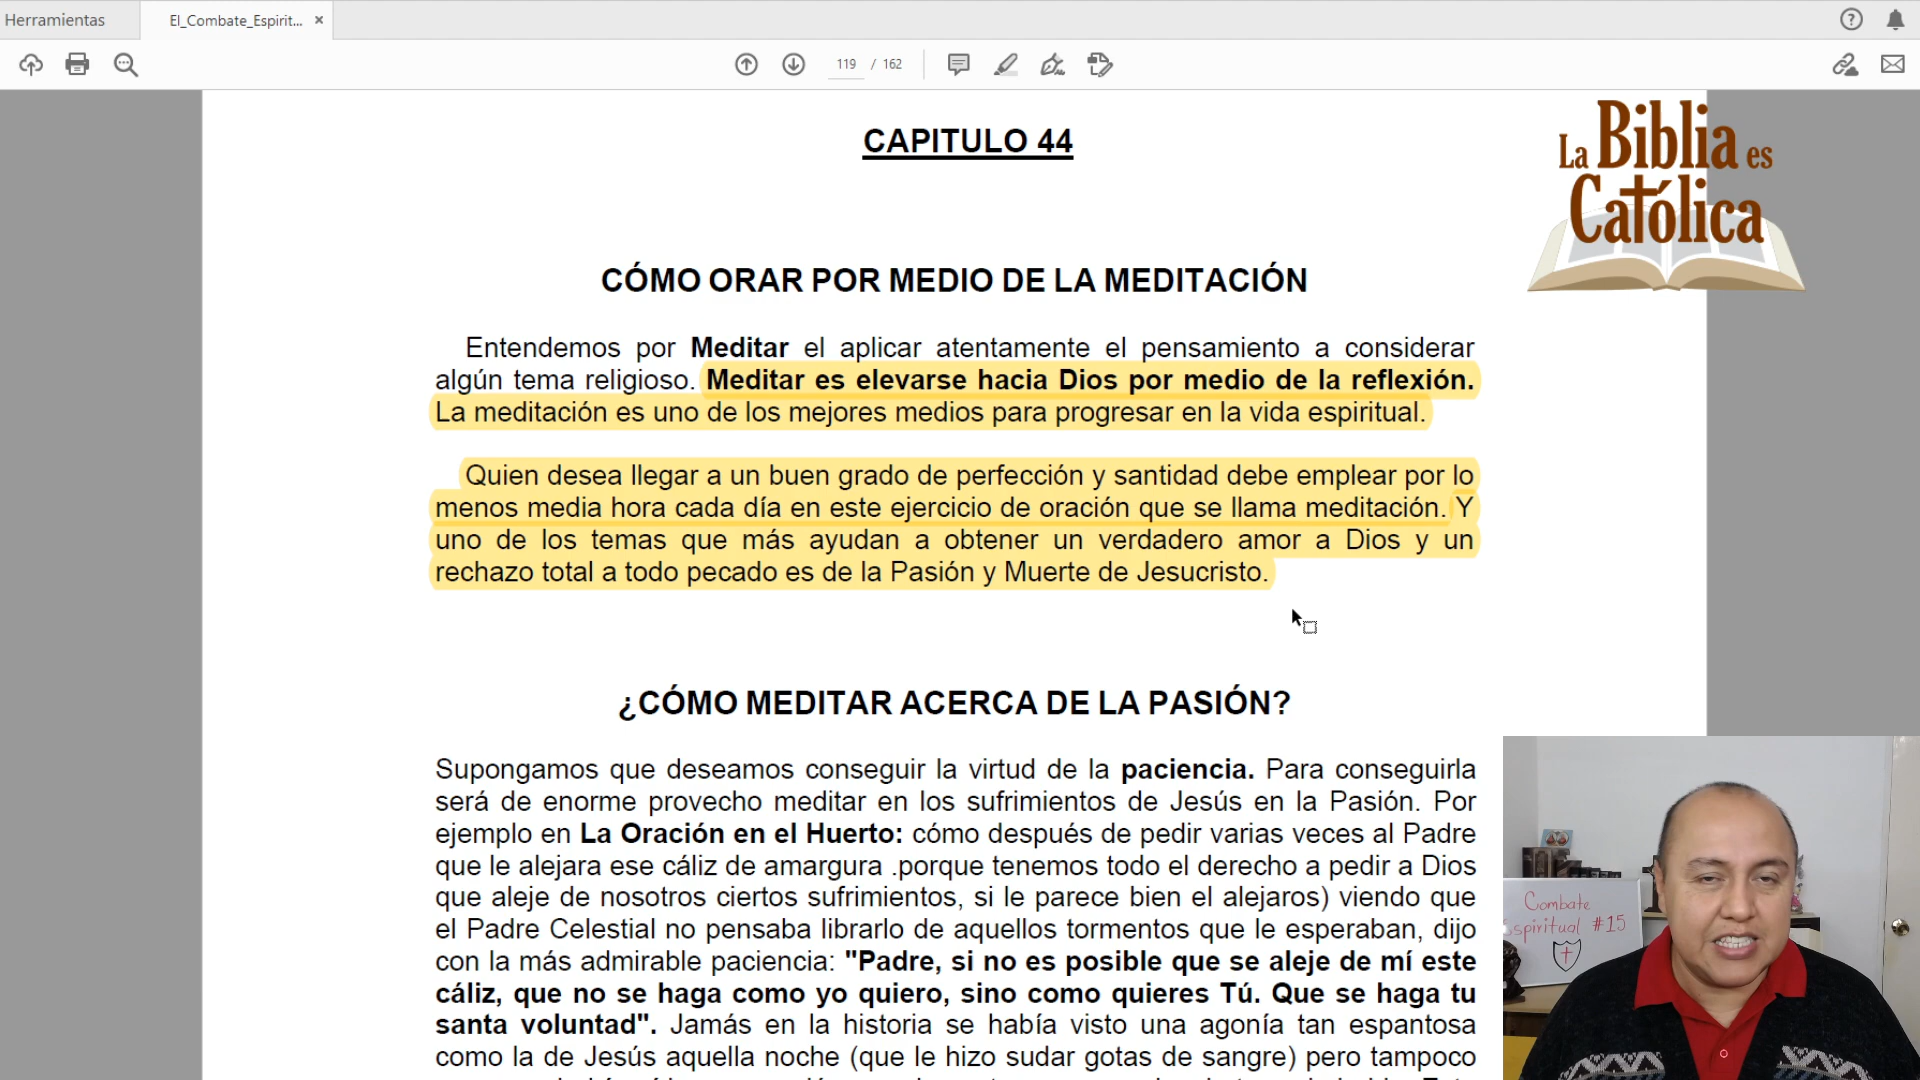 Herramientas
El_Combate_Espirit... ×
119 / 162
La Biblia es
Católica
CAPITULO 44
CÓMO ORAR POR MEDIO DE LA MEDITACIÓN
Entendemos por Meditar el aplicar atentamente el pensamiento a considerar
algún tema religioso. Meditar es elevarse hacia Dios por medio de la reflexión.
La meditación es uno de los mejores medios para progresar en la vida espiritual.
Quien desea llegar a un buen grado de perfección y santidad debe emplear por lo
menos media hora cada día en este ejercicio de oración que se llama meditación. Y
uno de los temas que más ayudan a obtener un verdadero amor a Dios y un
rechazo total a todo pecado es de la Pasión y Muerte de Jesucristo.
¿CÓMO MEDITAR ACERCA DE LA PASIÓN?
Supongamos que deseamos conseguir la virtud de la paciencia. Para conseguirla
será de enorme provecho meditar en los sufrimientos de Jesús en la Pasión. Por
ejemplo en La Oración en el Huerto: cómo después de pedir varias veces al Padre
que le alejara ese cáliz de amargura .porque tenemos todo el derecho a pedir a Dios
que aleje de nosotros ciertos sufrimientos, si le parece bien el alejaros) viendo que
el Padre Celestial no pensaba librarlo de aquellos tormentos que le esperaban, dijo
con la más admirable paciencia: "Padre, si no es posible que se aleje de mí este
cáliz, que no se haga como yo quiero, sino como quieres Tú. Que se haga tu
santa voluntad". Jamás en la historia se había visto una agonía tan espantosa
como la de Jesús aquella noche (que le hizo sudar gotas de sangre) pero tampoco
Combate
spiritual #15